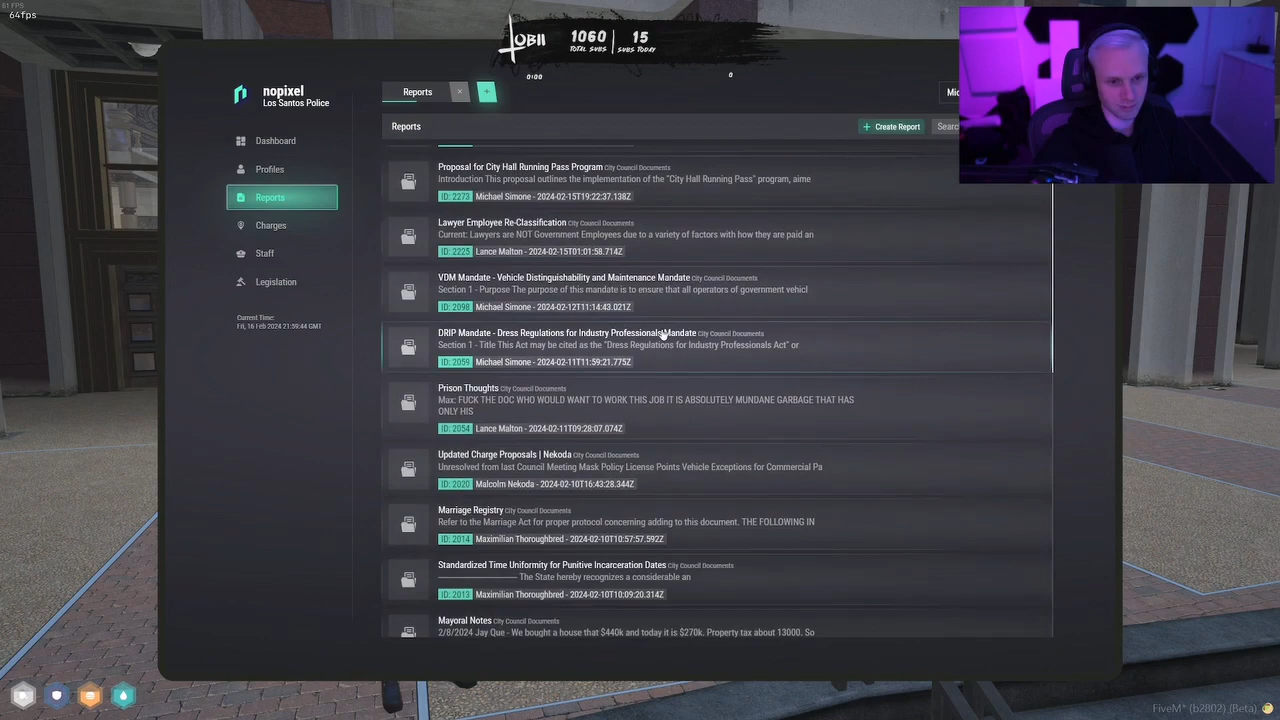 61 FPS
64fps
TOBII
1060
TOTAL SUBS
15
SUBS TODAY
0:00
0
nopixel
Los Santos Police
Reports
×
+
Mic
Dashboard
Profiles
Reports
Charges
Staff
Legislation
Current Time:
Fri, 16 Feb 2024 21:59:44 GMT
Reports
+ Create Report
Searc
Proposal for City Hall Running Pass Program City Council Documents
Introduction This proposal outlines the implementation of the "City Hall Running Pass" program, aime
ID: 2273 Michael Simone - 2024-02-15T19:22:37.138Z
Lawyer Employee Re-Classification City Council Documents
Current: Lawyers are NOT Government Employees due to a variety of factors with how they are paid an
ID: 2225 Lance Malton - 2024-02-15T01:01:58.714Z
VDM Mandate - Vehicle Distinguishability and Maintenance Mandate City Council Documents
Section 1 - Purpose The purpose of this mandate is to ensure that all operators of government vehicl
ID: 2098 Michael Simone - 2024-02-12T11:14:43.021Z
DRIP Mandate - Dress Regulations for Industry Professionals Mandate City Council Documents
Section 1 - Title This Act may be cited as the "Dress Regulations for Industry Professionals Act" or
ID: 2059 Michael Simone - 2024-02-11T11:59:21.775Z
Prison Thoughts City Council Documents
Max: FUCK THE DOC WHO WOULD WANT TO WORK THIS JOB IT IS ABSOLUTELY MUNDANE GARBAGE THAT HAS
ONLY HIS
ID: 2054 Lance Malton - 2024-02-11T09:28:07.074Z
Updated Charge Proposals | Nekoda City Council Documents
Unresolved from last Council Meeting Mask Policy License Points Vehicle Exceptions for Commercial Pa
ID: 2020 Malcolm Nekoda - 2024-02-10T16:43:28.344Z
Marriage Registry City Council Documents
Refer to the Marriage Act for proper protocol concerning adding to this document. THE FOLLOWING IN
ID: 2014 Maximilian Thoroughbred - 2024-02-10T10:57:57.592Z
Standardized Time Uniformity for Punitive Incarceration Dates City Council Documents
——————— The State hereby recognizes a considerable an
ID: 2013 Maximilian Thoroughbred - 2024-02-10T10:09:20.314Z
Mayoral Notes City Council Documents
2/8/2024 Jay Que - We bought a house that $440k and today it is $270k. Property tax about 13000. So
FiveM* (b2802) (Beta)